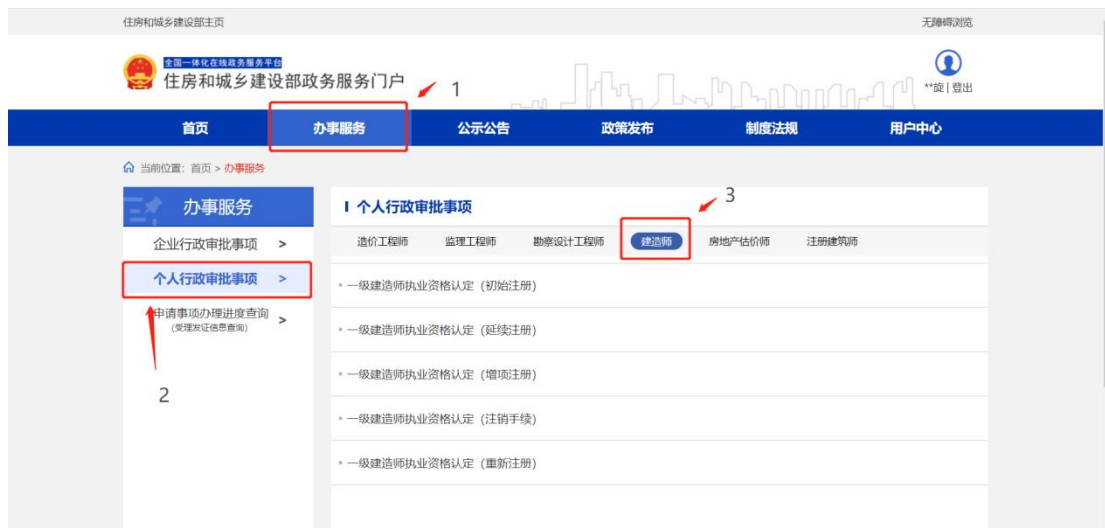 住房和城乡建设部主页 无障碍浏览
全国一体化在线政务服务平台
住房和城乡建设部政务服务门户
1
**旋 | 登出
首页 办事服务 公示公告 政策发布 制度法规 用户中心
当前位置：首页 > 办事服务
办事服务
企业行政审批事项 >
个人行政审批事项 >
申请事项办理进度查询 >
(受理发证信息查询)
2
个人行政审批事项
3
造价工程师 监理工程师 勘察设计工程师 建造师 房地产估价师 注册建筑师
一级建造师执业资格认定（初始注册）
一级建造师执业资格认定（延续注册）
一级建造师执业资格认定（增项注册）
一级建造师执业资格认定（注销手续）
一级建造师执业资格认定（重新注册）